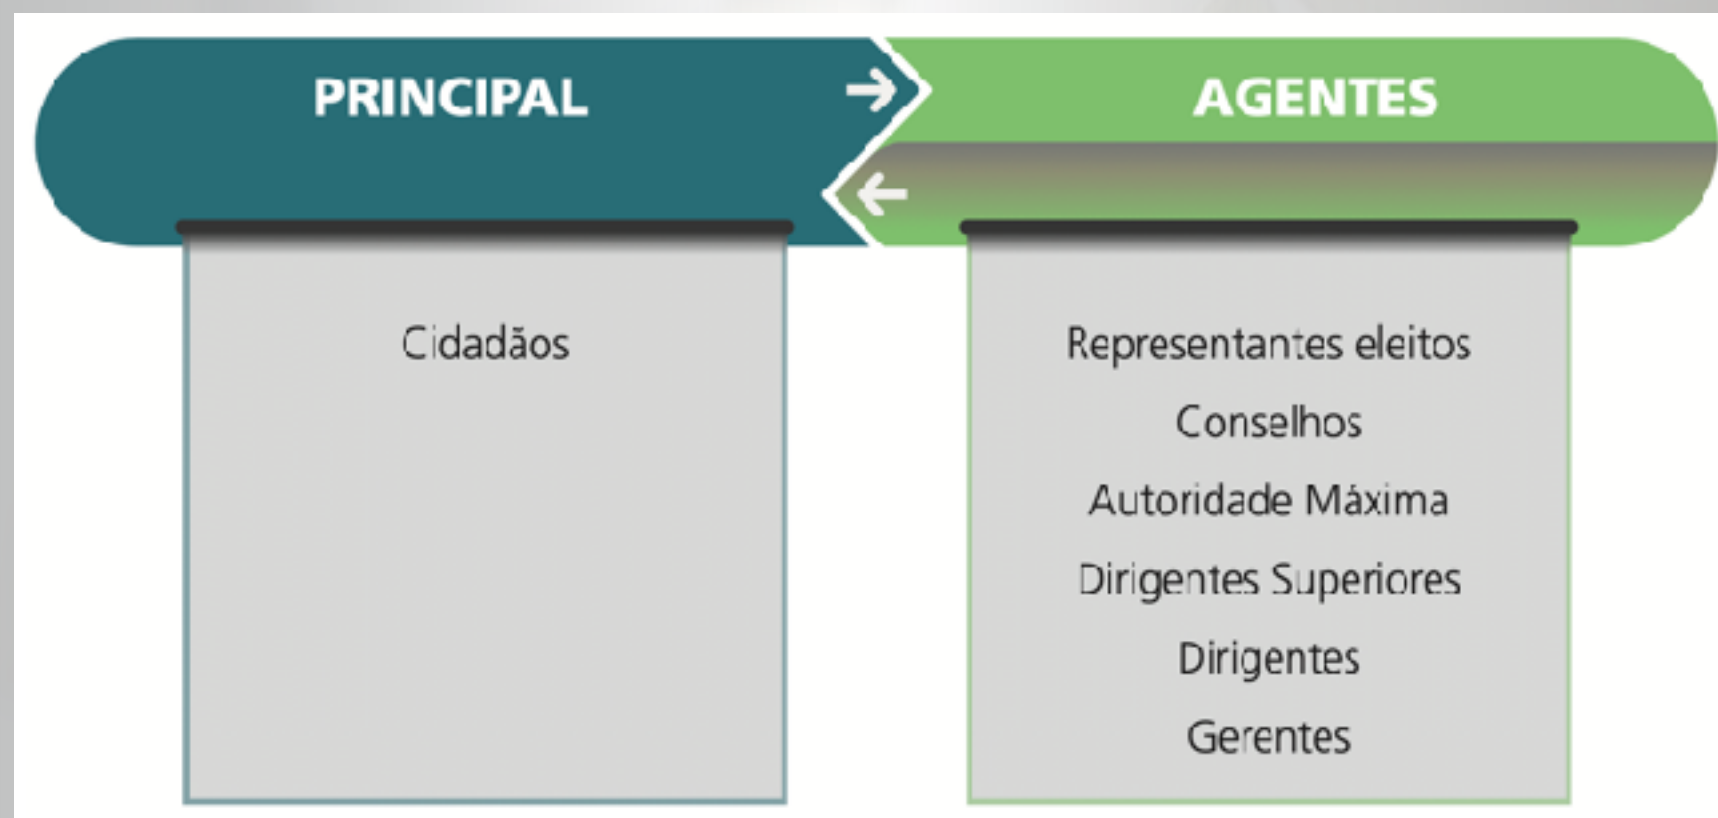 PRINCIPAL
AGENTES
Cidadãos
Representantes eleitos
Conselhos
Autoridade Máxima
Dirigentes Superiores
Dirigentes
Gerentes